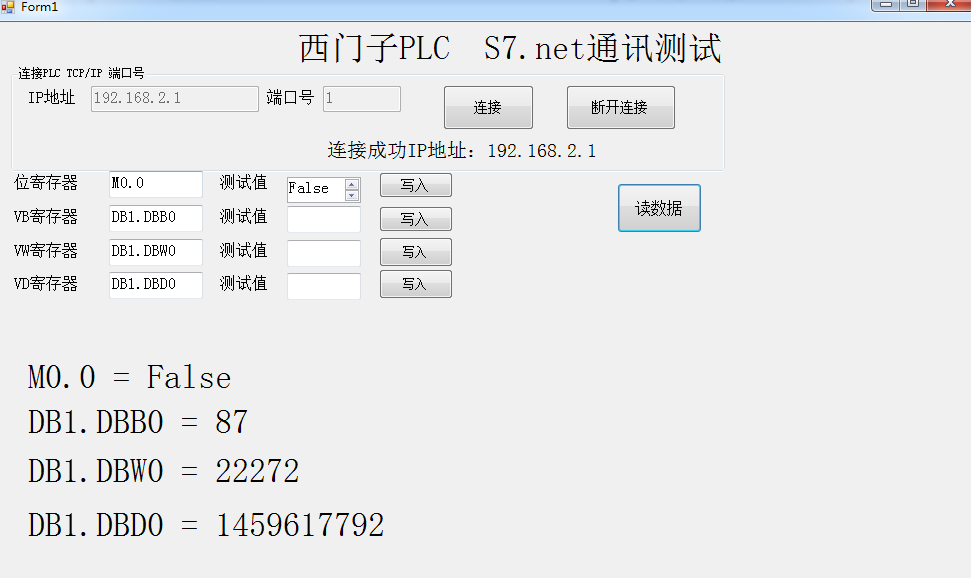 Form1
西门子PLC S7.net通讯测试
连接PLC TCP/IP 端口号
IP地址 192.168.2.1 端口号 1 连接 断开连接
连接成功IP地址: 192.168.2.1
位寄存器 M0.0 测试值 False 写入
读数据
VB寄存器 DB1.DBB0 测试值 写入
VW寄存器 DB1.DBW0 测试值 写入
VD寄存器 DB1.DBD0 测试值 写入
M0.0 = False
DB1.DBB0 = 87
DB1.DBW0 = 22272
DB1.DBD0 = 1459617792